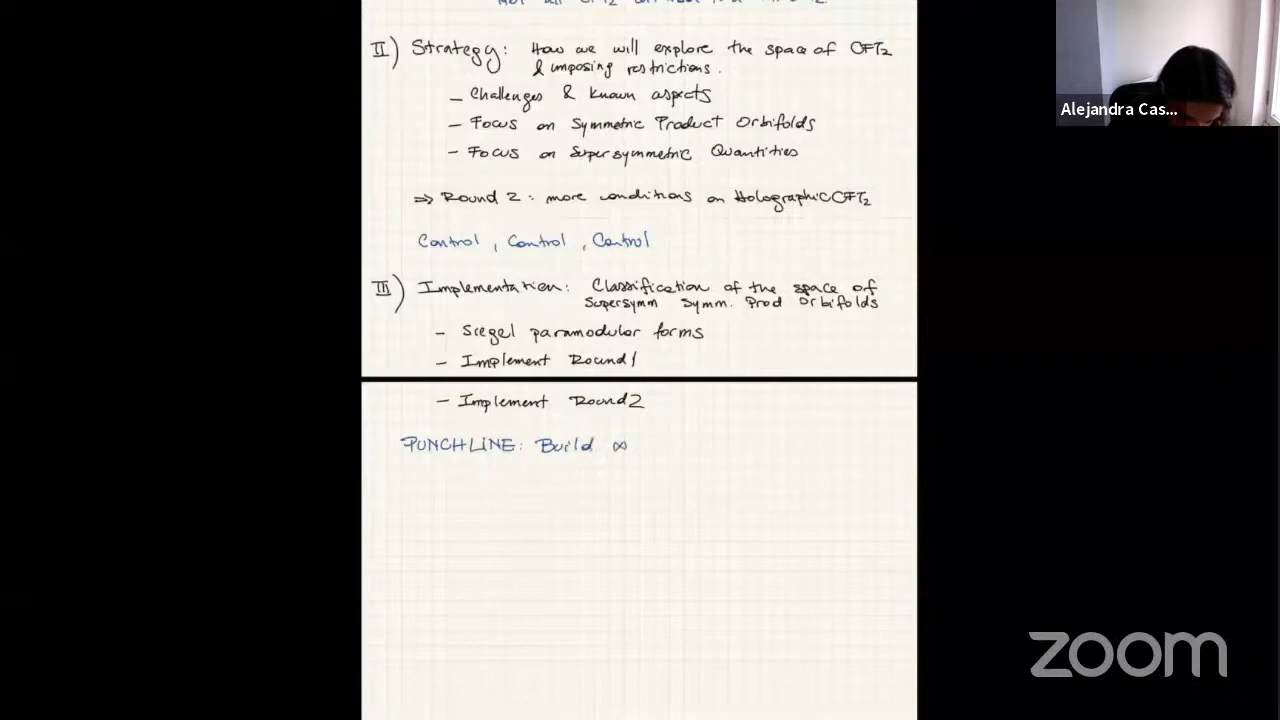 II) Strategy: How we will explore the space of CFT₂
& imposing restrictions.
– Challenges & known aspects
– Focus on Symmetric Product Orbifolds
– Focus on Supersymmetric Quantities
⇒ Round 2: more conditions on Holographic CFT₂
Control, Control, Control
III) Implementation: Classification of the space of
Supersymm Symm. Prod Orbifolds
– Siegel paramodular forms
– Implement Round 1
– Implement Round 2
PUNCHLINE: Build ∞
Alejandra Cas...
zoom